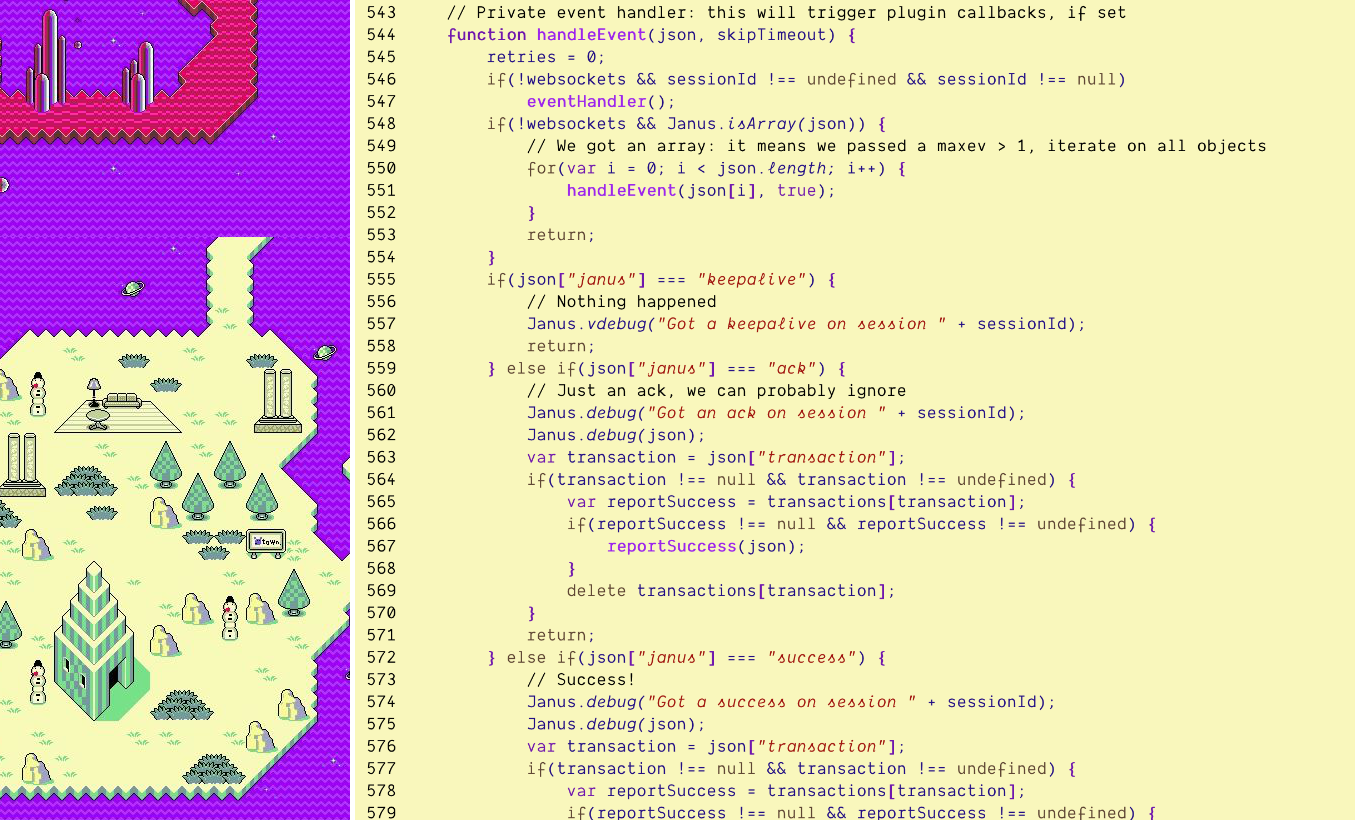 town.
543 // Private event handler: this will trigger plugin callbacks, if set
544 function handleEvent(json, skipTimeout) {
545 retries = 0;
546 if(!websockets && sessionId !== undefined && sessionId !== null)
547 eventHandler();
548 if(!websockets && Janus.isArray(json)) {
549 // We got an array: it means we passed a maxev > 1, iterate on all objects
550 for(var i = 0; i < json.length; i++) {
551 handleEvent(json[i], true);
552 }
553 return;
554 }
555 if(json["janus"] === "keepalive") {
556 // Nothing happened
557 Janus.vdebug("Got a keepalive on session " + sessionId);
558 return;
559 } else if(json["janus"] === "ack") {
560 // Just an ack, we can probably ignore
561 Janus.debug("Got an ack on session " + sessionId);
562 Janus.debug(json);
563 var transaction = json["transaction"];
564 if(transaction !== null && transaction !== undefined) {
565 var reportSuccess = transactions[transaction];
566 if(reportSuccess !== null && reportSuccess !== undefined) {
567 reportSuccess(json);
568 }
569 delete transactions[transaction];
570 }
571 return;
572 } else if(json["janus"] === "success") {
573 // Success!
574 Janus.debug("Got a success on session " + sessionId);
575 Janus.debug(json);
576 var transaction = json["transaction"];
577 if(transaction !== null && transaction !== undefined) {
578 var reportSuccess = transactions[transaction];
579 if(reportSuccess !== null && reportSuccess !== undefined) {